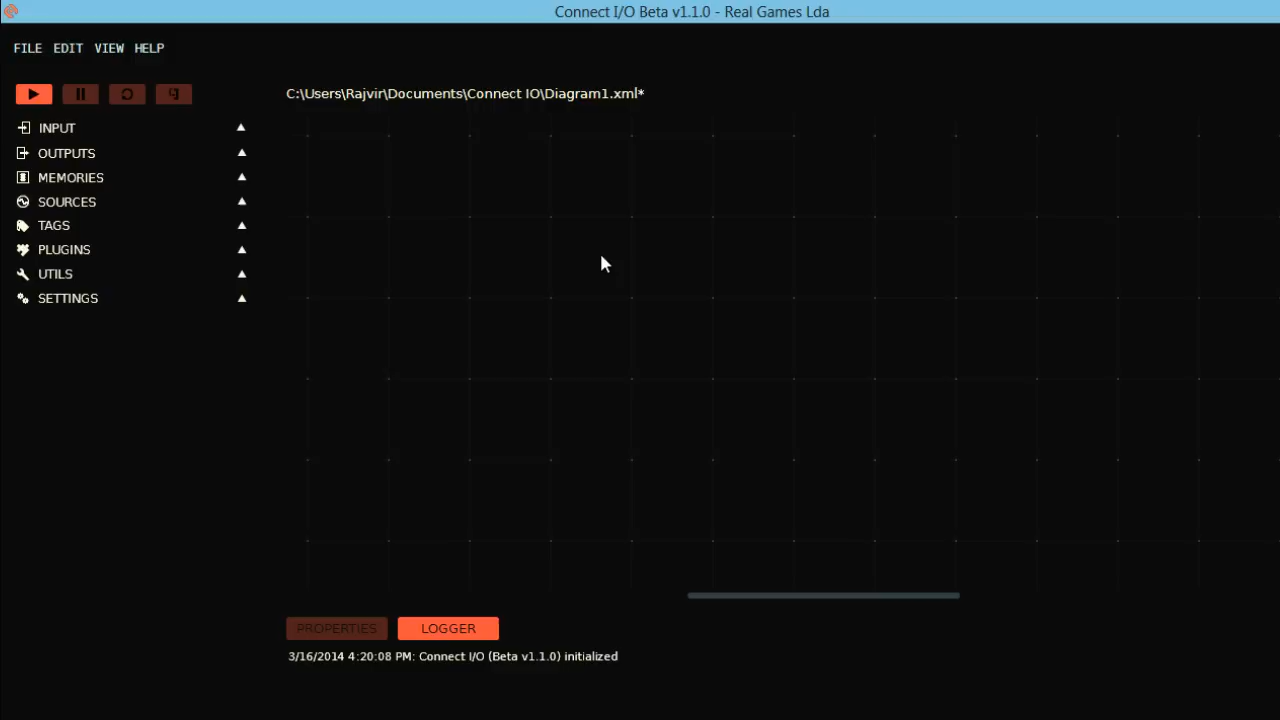 Connect I/O Beta v1.1.0 - Real Games Lda
FILE EDIT VIEW HELP
C:\Users\Rajvir\Documents\Connect IO\Diagram1.xml*
INPUT
OUTPUTS
MEMORIES
SOURCES
TAGS
PLUGINS
UTILS
SETTINGS
PROPERTIES LOGGER
3/16/2014 4:20:08 PM: Connect I/O (Beta v1.1.0) initialized